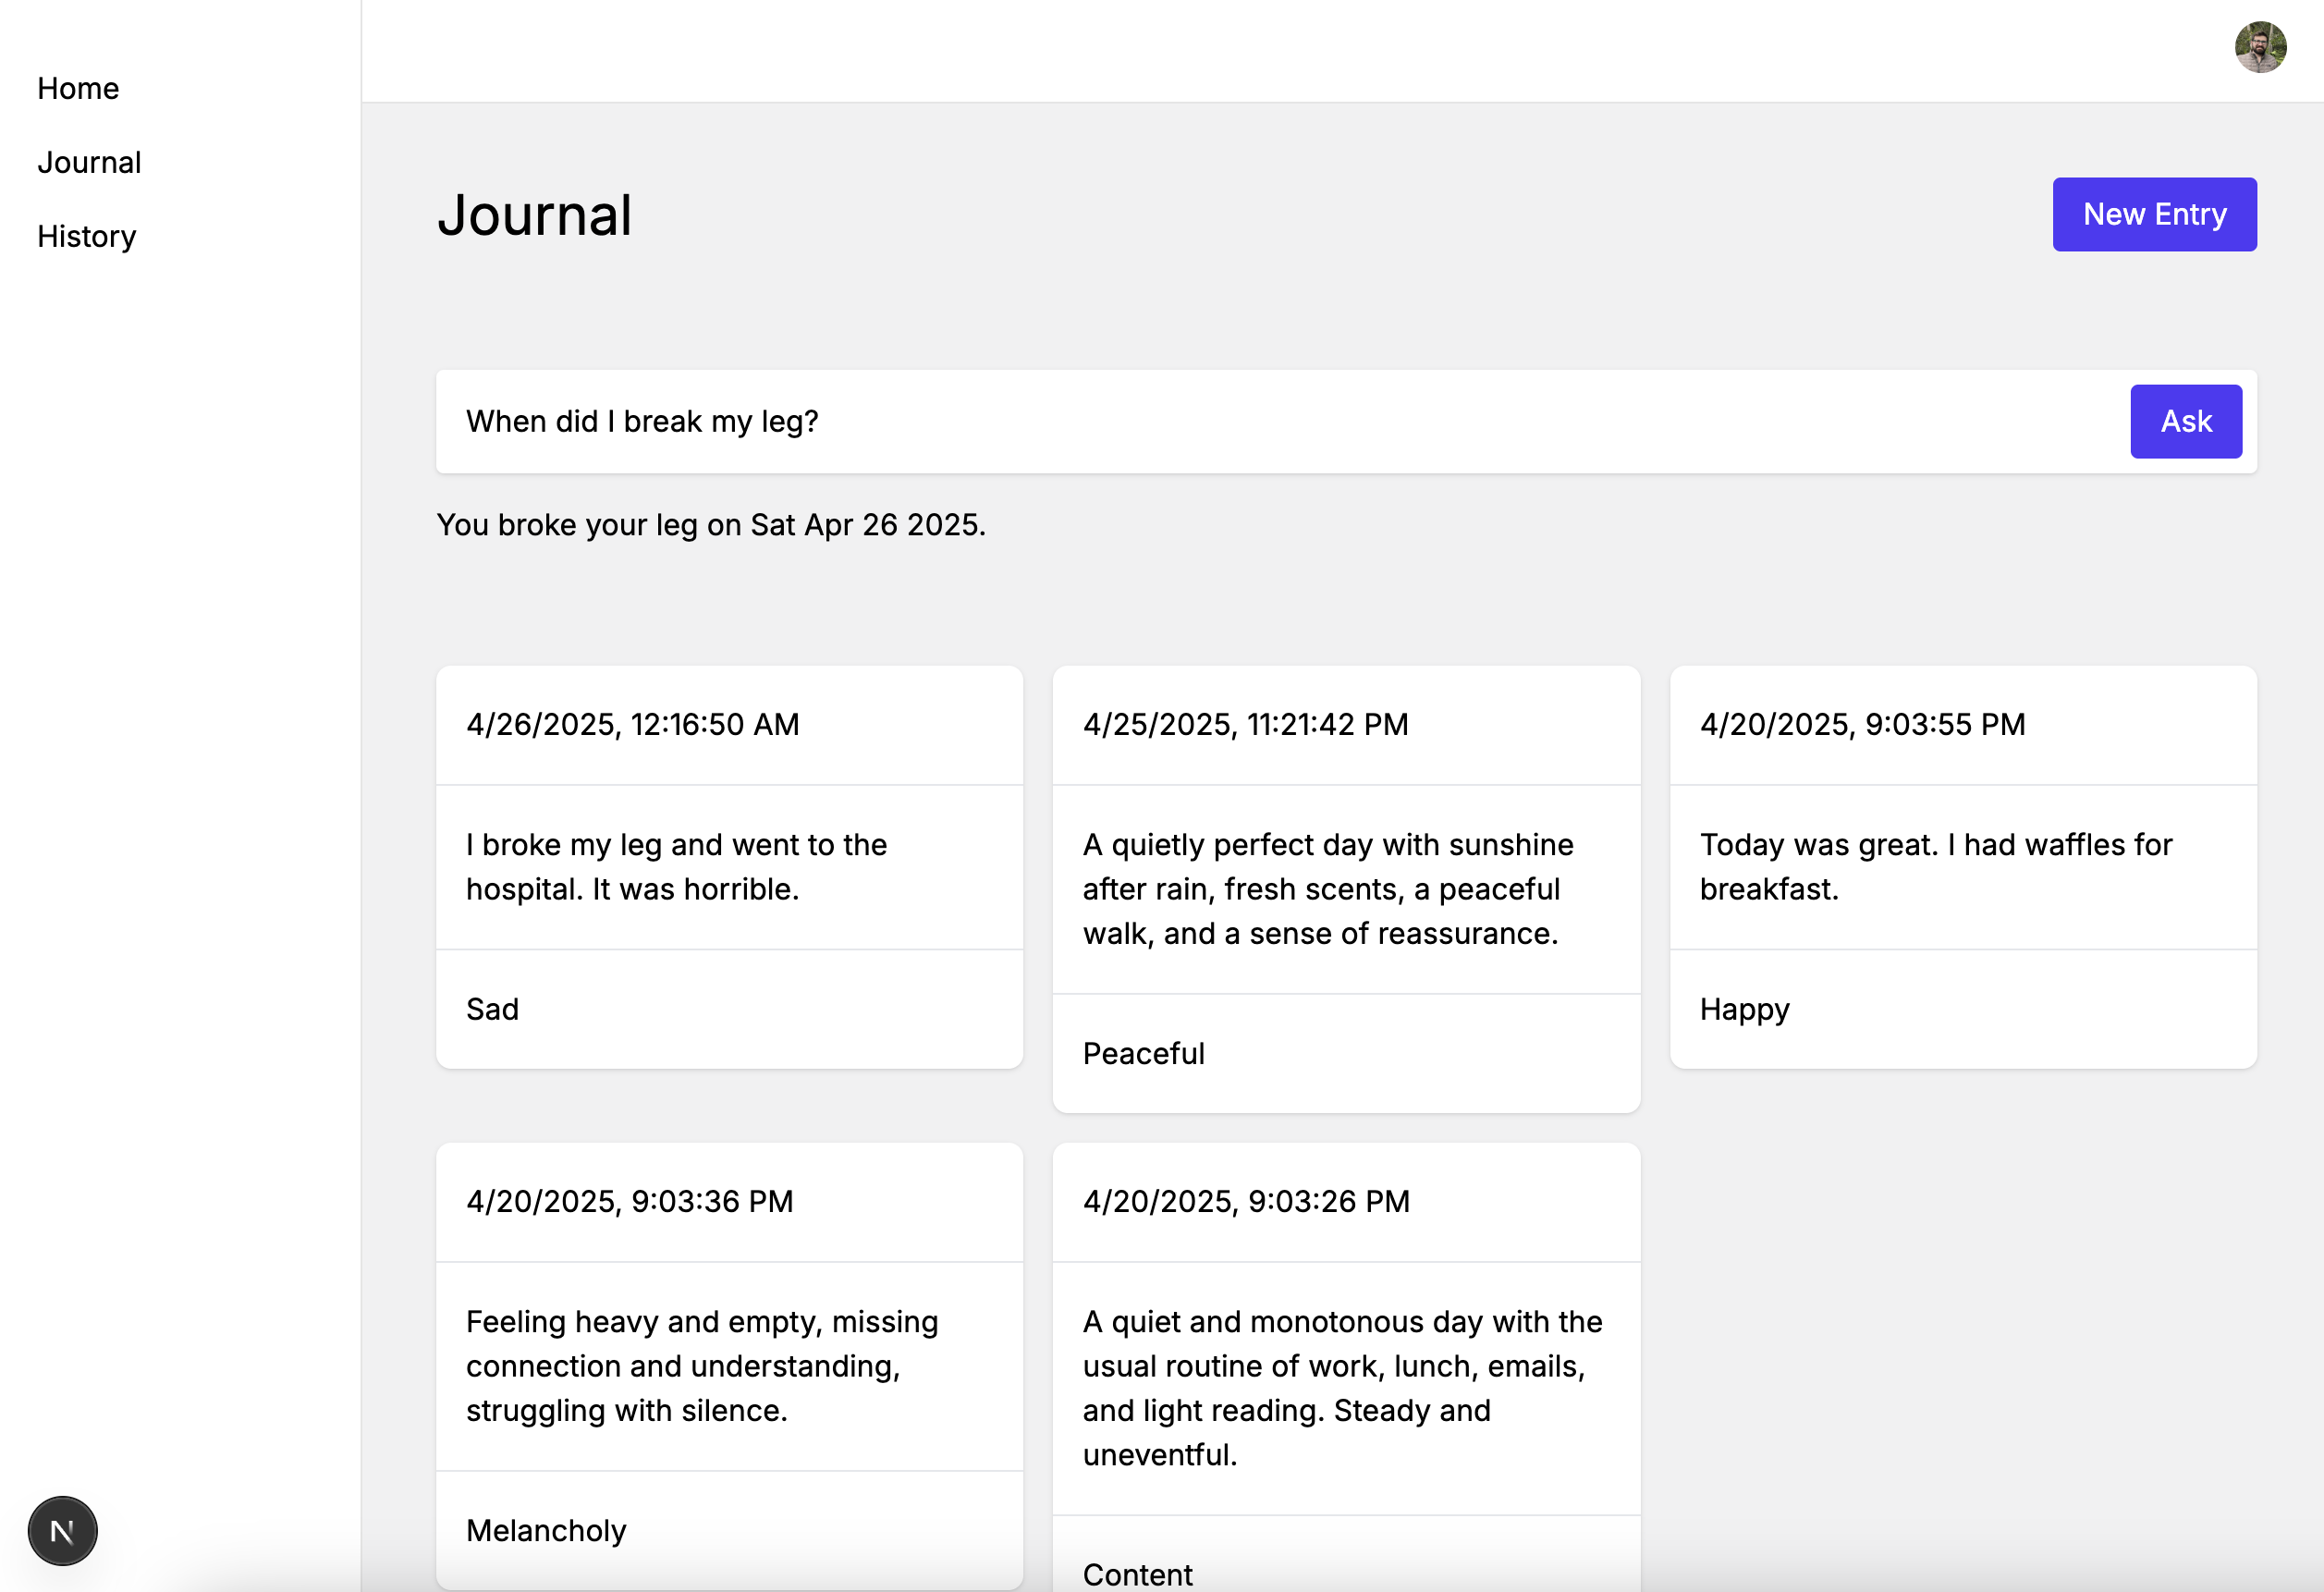 Home
Journal
History
Journal
New Entry
When did I break my leg?
Ask
You broke your leg on Sat Apr 26 2025.
4/26/2025, 12:16:50 AM
I broke my leg and went to the
hospital. It was horrible.
Sad
4/25/2025, 11:21:42 PM
A quietly perfect day with sunshine
after rain, fresh scents, a peaceful
walk, and a sense of reassurance.
Peaceful
4/20/2025, 9:03:55 PM
Today was great. I had waffles for
breakfast.
Happy
4/20/2025, 9:03:36 PM
Feeling heavy and empty, missing
connection and understanding,
struggling with silence.
Melancholy
4/20/2025, 9:03:26 PM
A quiet and monotonous day with the
usual routine of work, lunch, emails,
and light reading. Steady and
uneventful.
Content
N